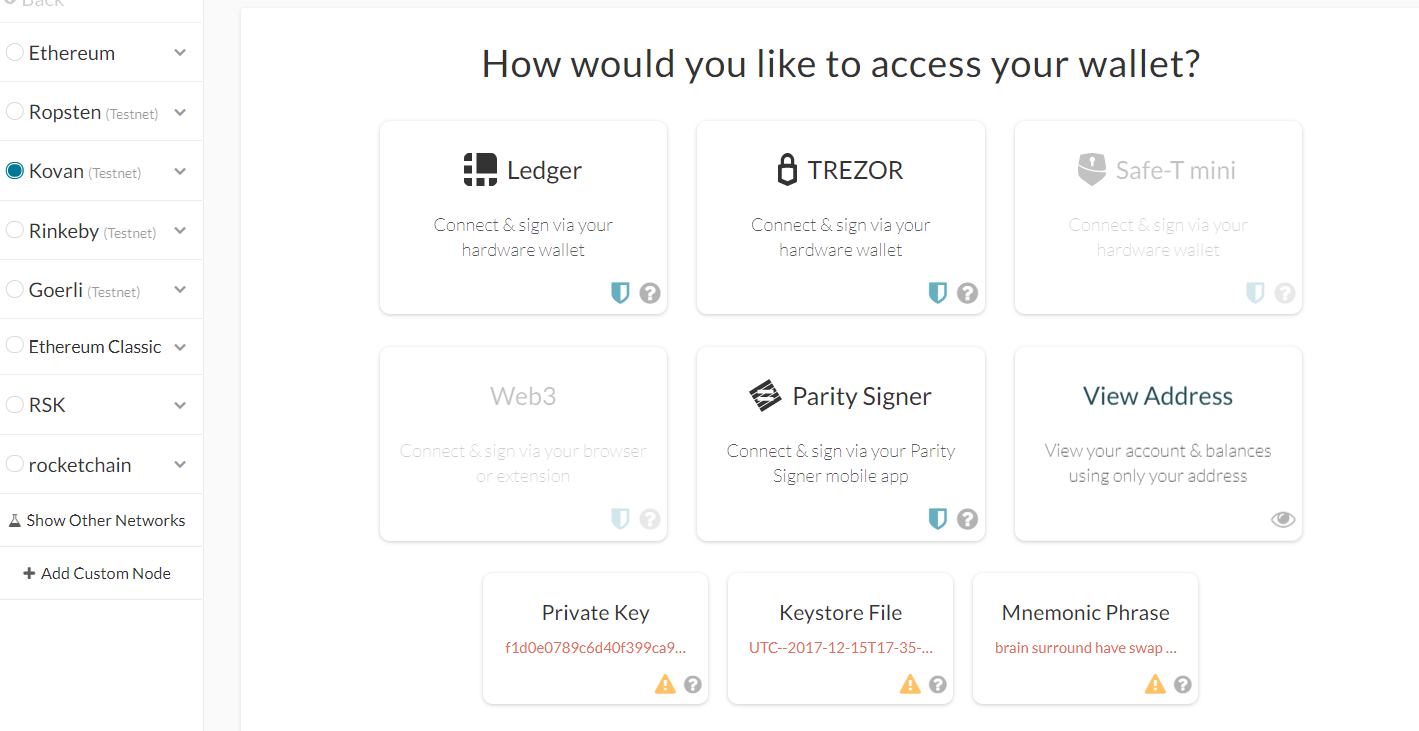 Back
Ethereum
Ropsten (Testnet)
Kovan (Testnet)
Rinkeby (Testnet)
Goerli (Testnet)
Ethereum Classic
RSK
rocketchain
Show Other Networks
Add Custom Node
How would you like to access your wallet?
Ledger
Connect & sign via your
hardware wallet
TREZOR
Connect & sign via your
hardware wallet
Safe-T mini
Connect & sign via your
hardware wallet
Web3
Connect & sign via your browser
or extension
Parity Signer
Connect & sign via your Parity
Signer mobile app
View Address
View your account & balances
using only your address
Private Key
f1d0e0789c6d40f399ca9...
Keystore File
UTC--2017-12-15T17-35-...
Mnemonic Phrase
brain surround have swap ...